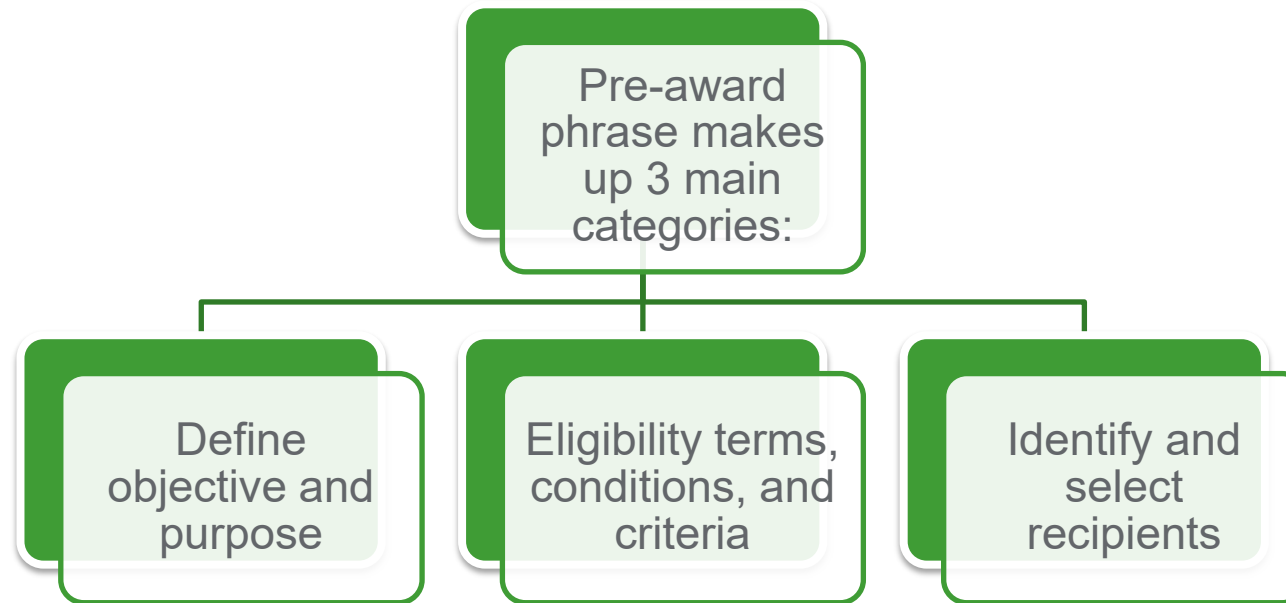 Pre-award
phrase makes
up 3 main
categories:
Define
objective and
purpose
Eligibility terms,
conditions, and
criteria
Identify and
select
recipients